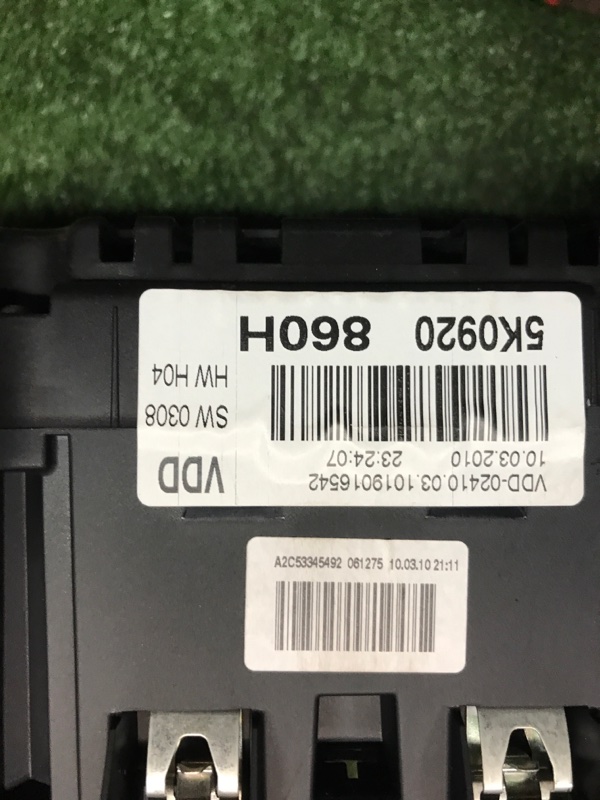 VDD-02410.03.1019016542
10.03.2010 23:24:07
VDD
SW 0308
HW H04
5K0920 860H
A2C53345492 061275 10.03.10 21:11